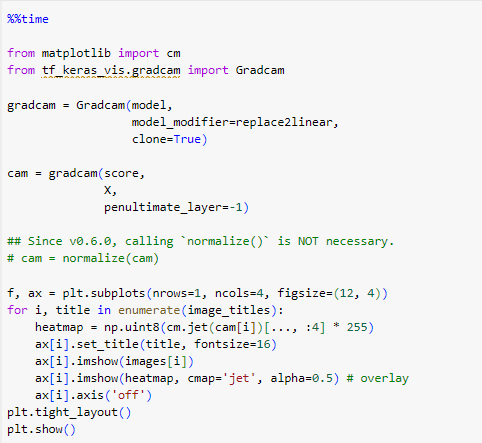 %%time
from matplotlib import cm
from tf_keras_vis.gradcam import Gradcam
gradcam = Gradcam(model,
model_modifier=replace2linear,
clone=True)
cam = gradcam(score,
X,
penultimate_layer=-1)
## Since v0.6.0, calling `normalize()` is NOT necessary.
# cam = normalize(cam)
f, ax = plt.subplots(nrows=1, ncols=4, figsize=(12, 4))
for i, title in enumerate(image_titles):
heatmap = np.uint8(cm.jet(cam[i])[..., :4] * 255)
ax[i].set_title(title, fontsize=16)
ax[i].imshow(images[i])
ax[i].imshow(heatmap, cmap='jet', alpha=0.5) # overlay
ax[i].axis('off')
plt.tight_layout()
plt.show()